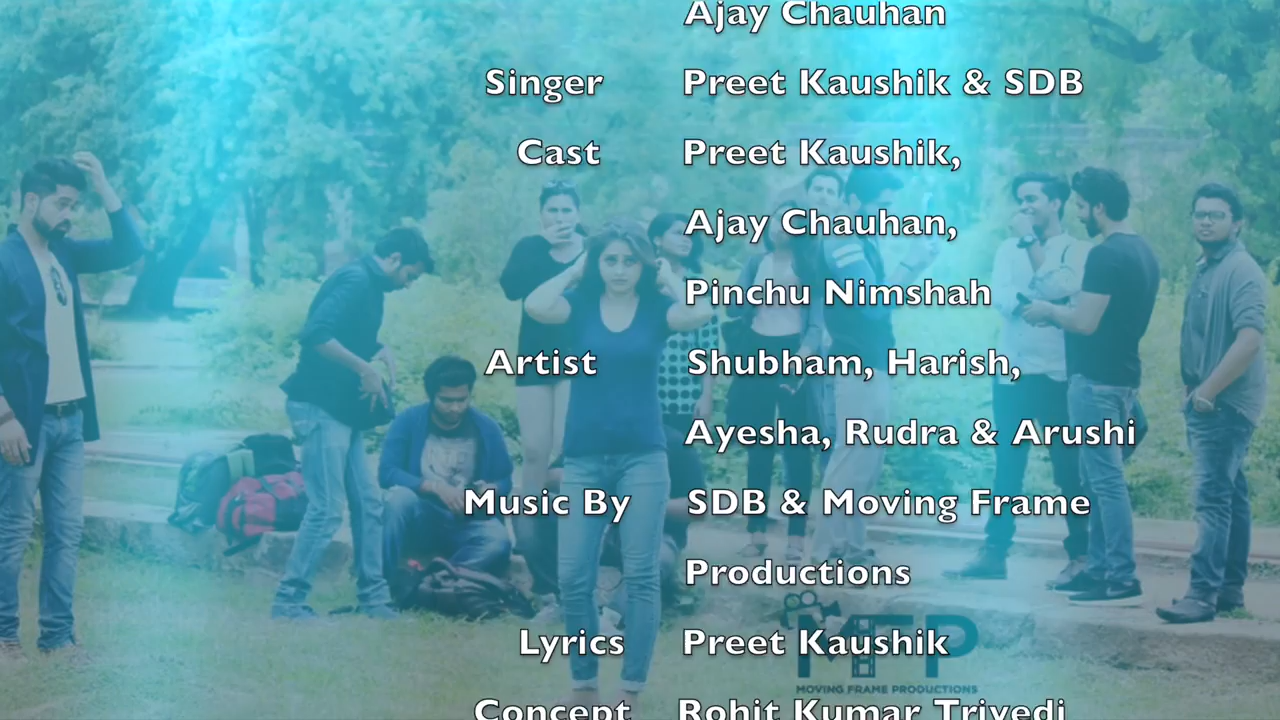 Ajay Chauhan
Singer Preet Kaushik & SDB
Cast Preet Kaushik,
Ajay Chauhan,
Pinchu Nimshah
Artist Shubham, Harish,
Ayesha, Rudra & Arushi
Music By SDB & Moving Frame
Productions
Lyrics Preet Kaushik
MFP
MOVING FRAME PRODUCTIONS
Concept Rohit Kumar Trivedi